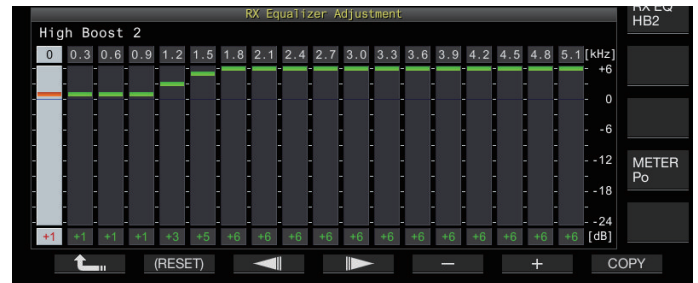 RX Equalizer Adjustment
RX EQ
HB2
High Boost 2
0 0.3 0.6 0.9 1.2 1.5 1.8 2.1 2.4 2.7 3.0 3.3 3.6 3.9 4.2 4.5 4.8 5.1 [kHz]
+6
0
-6
-12
METER
Po
-18
-24
+1 +1 +1 +1 +3 +5 +6 +6 +6 +6 +6 +6 +6 +6 +6 +6 +6 +6 [dB]
(RESET) − + COPY